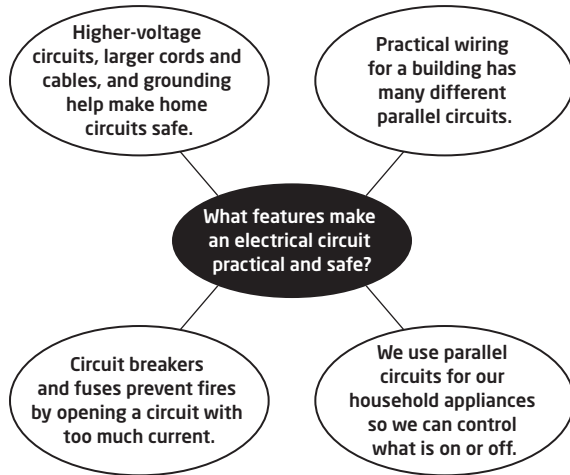 Higher-voltage
circuits, larger cords and
cables, and grounding
help make home
circuits safe.
Practical wiring
for a building has
many different
parallel circuits.
What features make
an electrical circuit
practical and safe?
Circuit breakers
and fuses prevent fires
by opening a circuit with
too much current.
We use parallel
circuits for our
household appliances
so we can control
what is on or off.